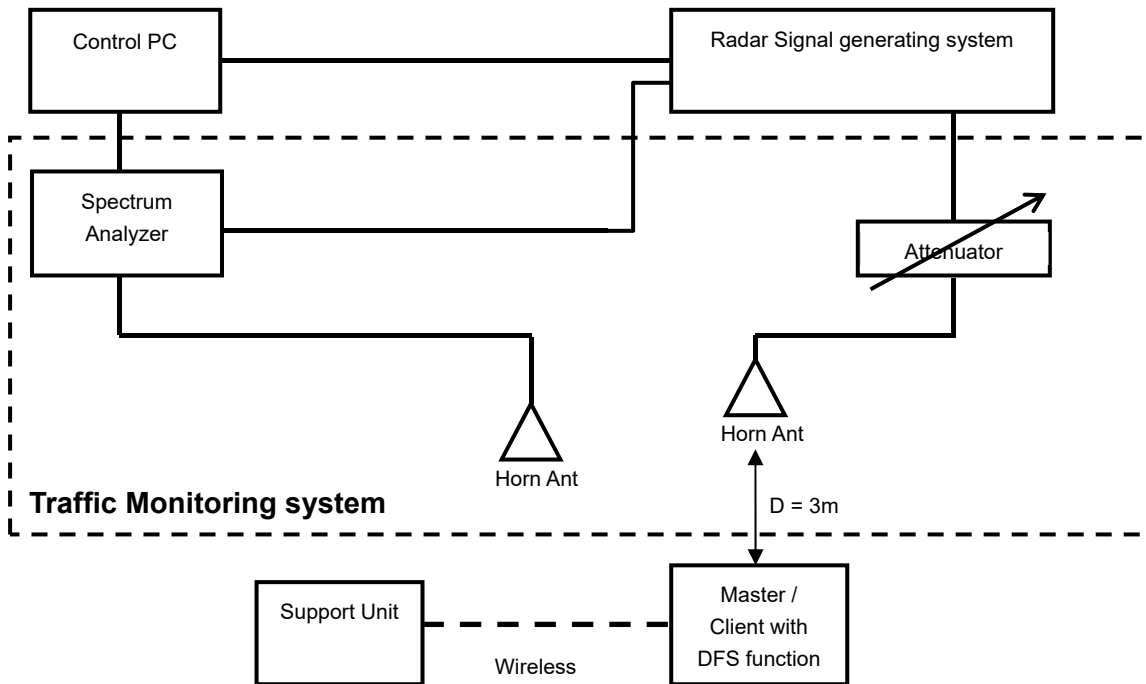 Control PC
Radar Signal generating system
Spectrum
Analyzer
Attenuator
Horn Ant
Horn Ant
Traffic Monitoring system
D = 3m
Support Unit
Wireless
Master /
Client with
DFS function